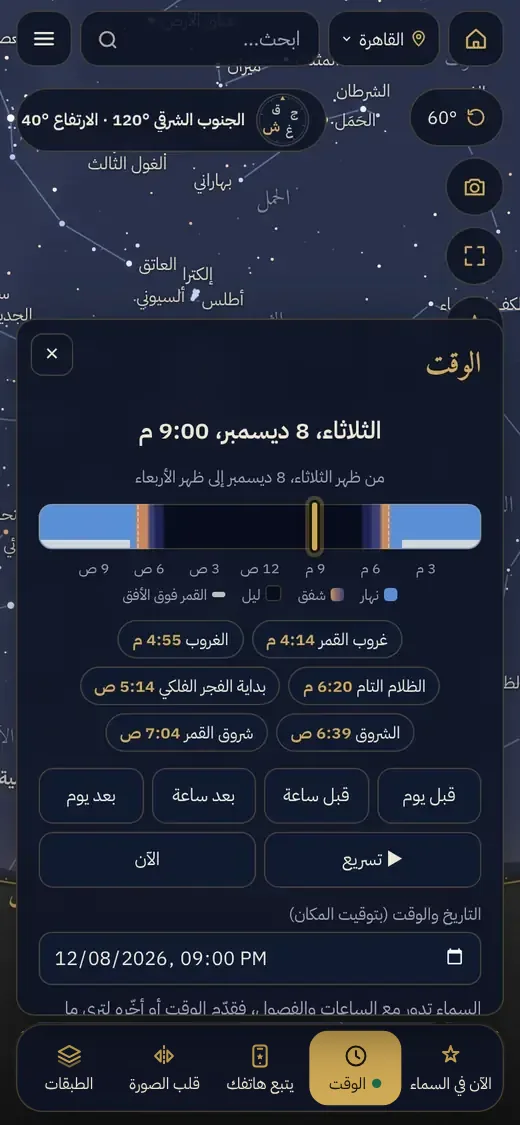 القاهرة
ابحث...
ميزان
الشرطان
الحَمَل
60°
ج ق ش غ
الجنوب الشرقي 120° · الارتفاع 40°
الغول الثالث
بهاراني
الحمل
العاتق
إلكترا
أطلس
ألسيوني
الوقت
×
الثلاثاء، 8 ديسمبر، 9:00 م
من ظهر الثلاثاء، 8 ديسمبر إلى ظهر الأربعاء
3 م
6 م
9 م
12 ص
3 ص
6 ص
9 ص
نهار
شفق
ليل
القمر فوق الأفق
غروب القمر 4:14 م
الغروب 4:55 م
الظلام التام 6:20 م
بداية الفجر الفلكي 5:14 ص
الشروق 6:39 ص
شروق القمر 7:04 ص
قبل يوم
قبل ساعة
بعد ساعة
بعد يوم
▶ تسريع
الآن
التاريخ والوقت (بتوقيت المكان)
12/08/2026, 09:00 PM
السماء تدور مع الساعات والفصول، فقدّم الوقت أو أخّره لترى ما
الآن في السماء
الوقت
يتبع هاتفك
قلب الصورة
الطبقات